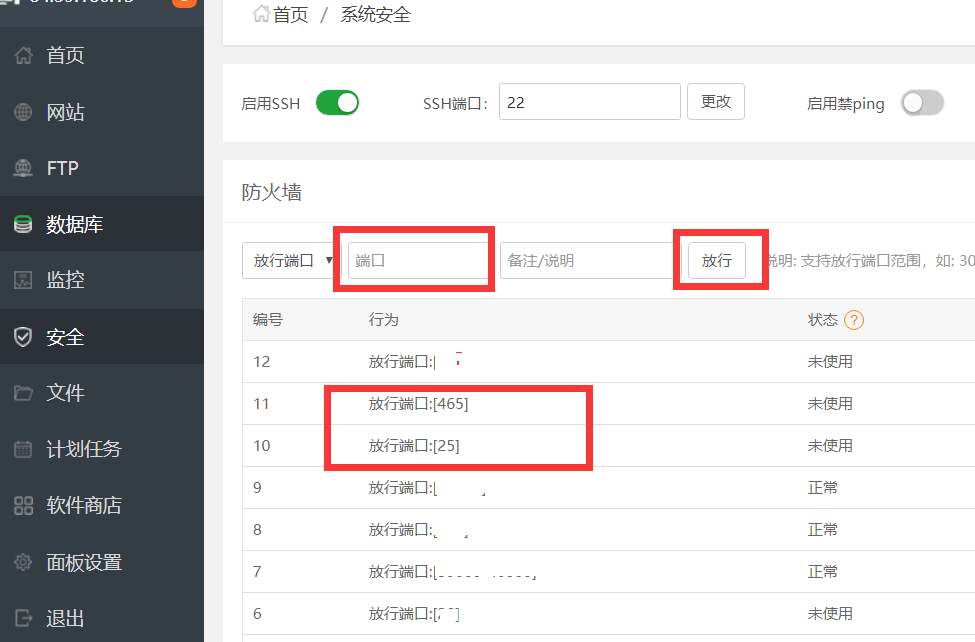 首页 / 系统安全
首页
网站
FTP
数据库
监控
安全
文件
计划任务
软件商店
面板设置
退出
启用SSH SSH端口: 22 更改 启用禁ping
防火墙
放行端口 端口 备注/说明 放行 说明: 支持放行端口范围，如: 30
编号 行为 状态 ?
12 放行端口:[ 未使用
11 放行端口:[465] 未使用
10 放行端口:[25] 未使用
9 放行端口:[ 正常
8 放行端口:[ 正常
7 放行端口:[ 正常
6 放行端口:[ ] 未使用